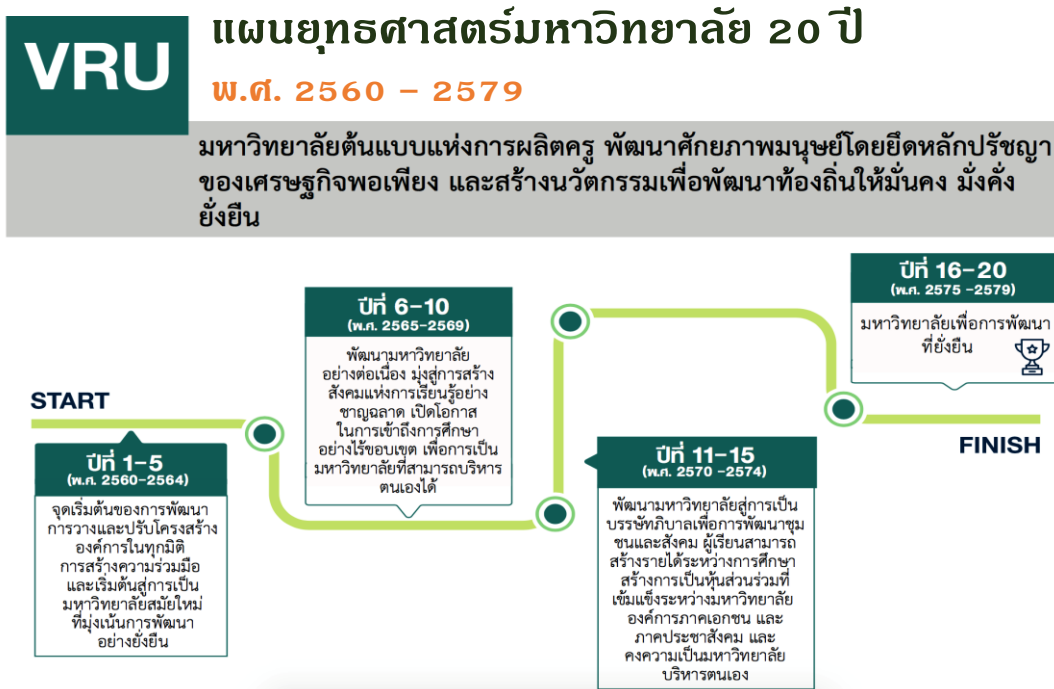 VRU
แผนยุทธศาสตร์มหาวิทยาลัย 20 ปี
พ.ศ. 2560 – 2579
มหาวิทยาลัยต้นแบบแห่งการผลิตครู พัฒนาศักยภาพมนุษย์โดยยึดหลักปรัชญา
ของเศรษฐกิจพอเพียง และสร้างนวัตกรรมเพื่อพัฒนาท้องถิ่นให้มั่นคง มั่งคั่ง
ยั่งยืน
START
ปีที่ 1-5
(พ.ศ. 2560-2564)
จุดเริ่มต้นของการพัฒนา
การวางและปรับโครงสร้าง
องค์การในทุกมิติ
การสร้างความร่วมมือ
และเริ่มต้นสู่การเป็น
มหาวิทยาลัยสมัยใหม่
ที่มุ่งเน้นการพัฒนา
อย่างยั่งยืน
ปีที่ 6-10
(พ.ศ. 2565-2569)
พัฒนามหาวิทยาลัย
อย่างต่อเนื่อง มุ่งสู่การสร้าง
สังคมแห่งการเรียนรู้อย่าง
ชาญฉลาด เปิดโอกาส
ในการเข้าถึงการศึกษา
อย่างไร้ขอบเขต เพื่อการเป็น
มหาวิทยาลัยที่สามารถบริหาร
ตนเองได้
ปีที่ 11-15
(พ.ศ. 2570 -2574)
พัฒนามหาวิทยาลัยสู่การเป็น
บรรษัทภิบาลเพื่อการพัฒนาชุม
ชนและสังคม ผู้เรียนสามารถ
สร้างรายได้ระหว่างการศึกษา
สร้างการเป็นหุ้นส่วนร่วมที่
เข้มแข็งระหว่างมหาวิทยาลัย
องค์การภาคเอกชน และ
ภาคประชาสังคม และ
คงความเป็นมหาวิทยาลัย
บริหารตนเอง
ปีที่ 16-20
(พ.ศ. 2575 -2579)
มหาวิทยาลัยเพื่อการพัฒนา
ที่ยั่งยืน
FINISH